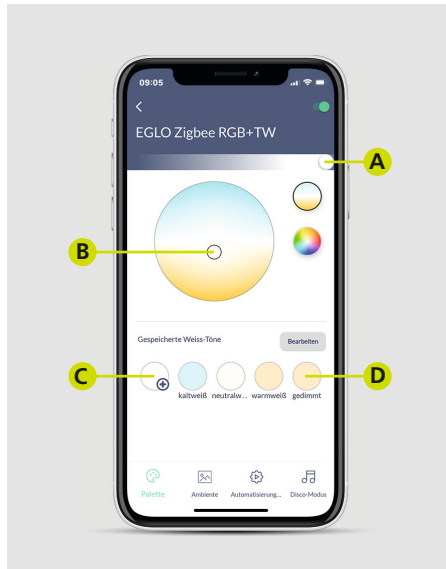 09:05
EGLO Zigbee RGB+TW
A
B
Gespeicherte Weiss-Töne
Bearbeiten
C
D
kaltweiß neutralw... warmweiß gedimmt
Palette Ambiente Automatisierung... Disco-Modus